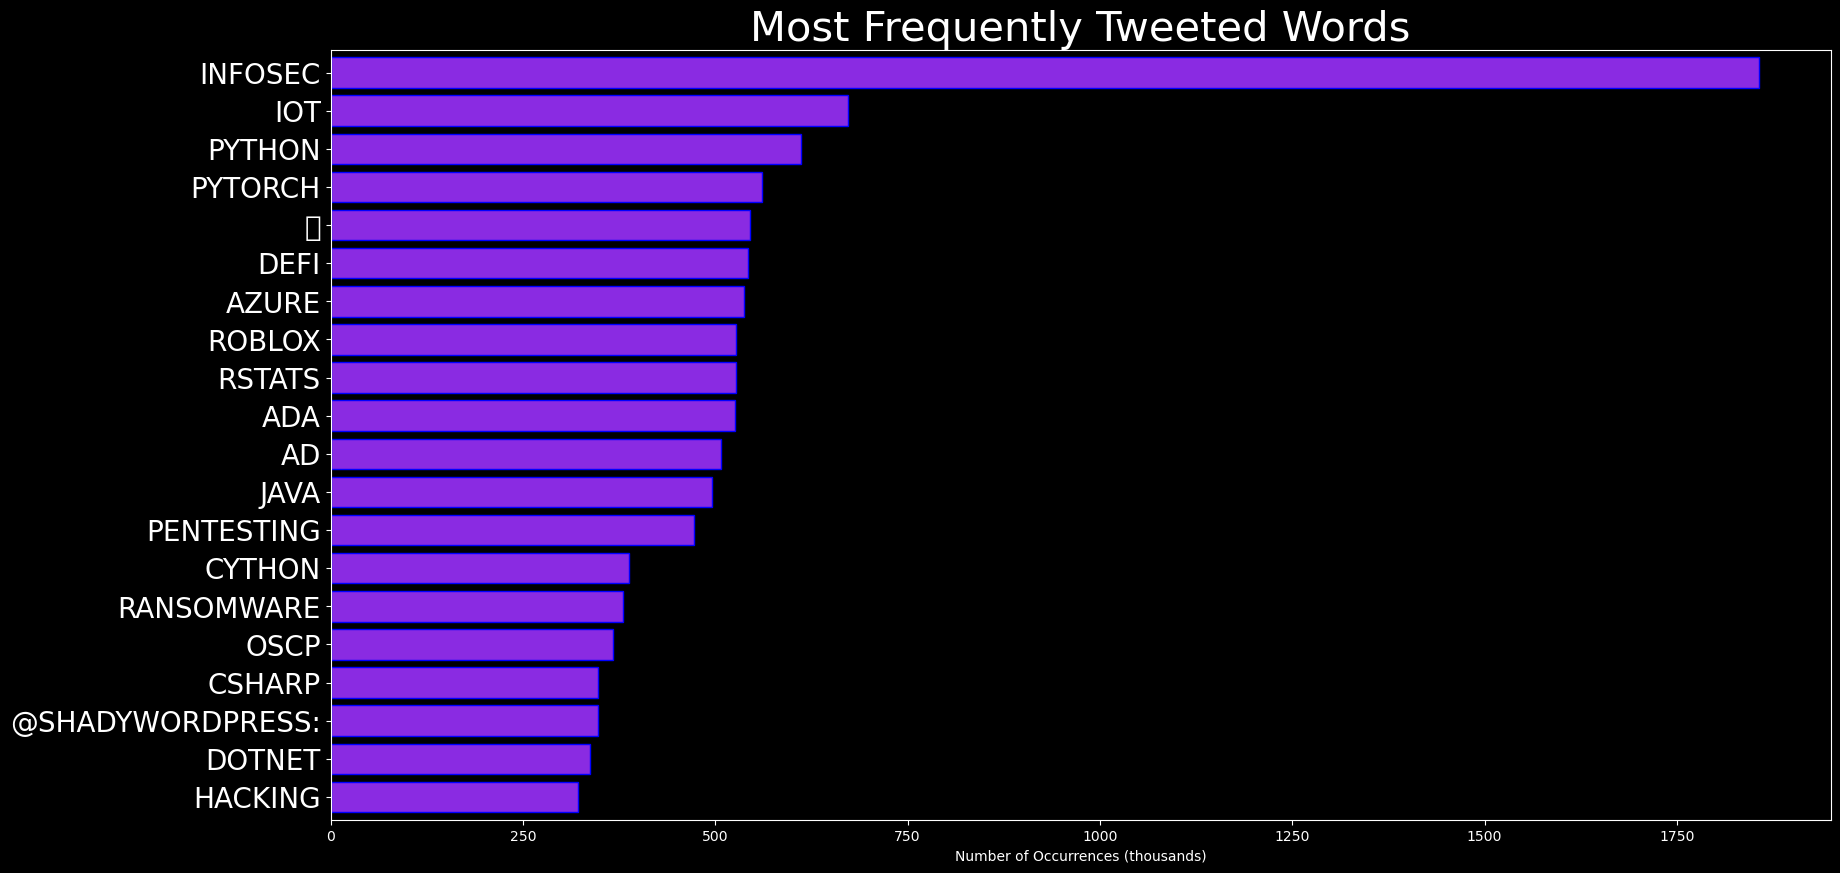 Most Frequently Tweeted Words
INFOSEC
IOT
PYTHON
PYTORCH
DEFI
AZURE
ROBLOX
RSTATS
ADA
AD
JAVA
PENTESTING
CYTHON
RANSOMWARE
OSCP
CSHARP
@SHADYWORDPRESS:
DOTNET
HACKING
0 250 500 750 1000 1250 1500 1750
Number of Occurrences (thousands)